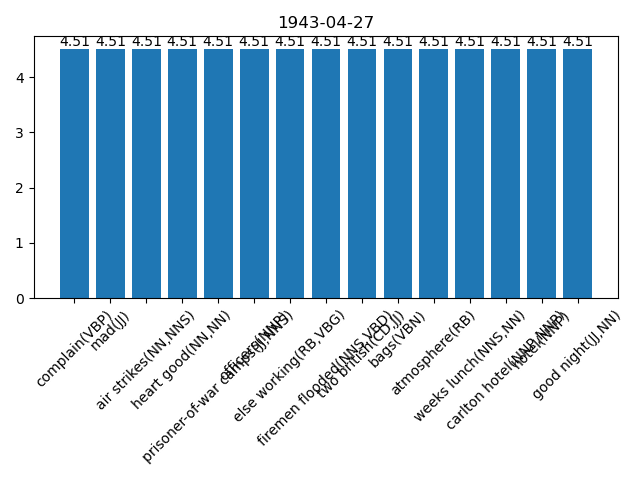 1943-04-27
4.51 4.51 4.51 4.51 4.51 4.51 4.51 4.51 4.51 4.51 4.51 4.51 4.51 4.51 4.51
4
3
2
1
0
complain(VBP)
mad(JJ)
air strikes(NN,NNS)
heart good(NN,NN)
prisoner-of-war camps(JJ,NNS)
officers(NNP)
else working(RB,VBG)
firemen flooded(NNS,VBD)
two british(CD,JJ)
bags(VBN)
atmosphere(RB)
weeks lunch(NNS,NN)
carlton hotel(NNP,NNP)
hotel(NNP)
good night(JJ,NN)